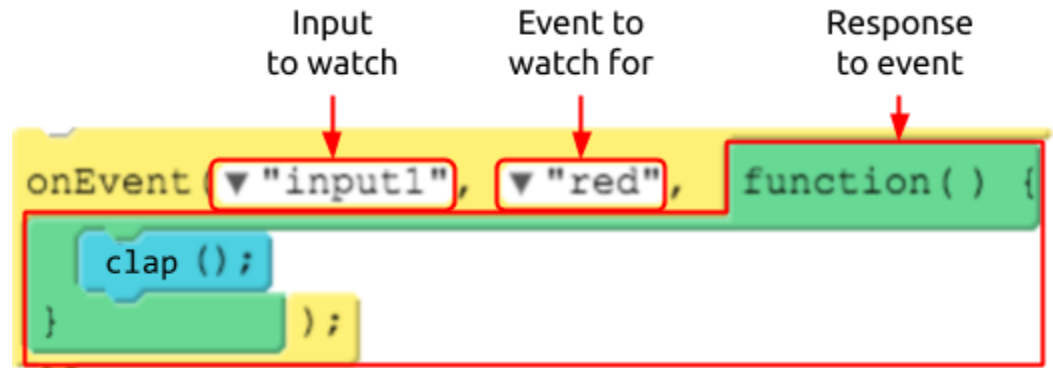 Input
to watch
Event to
watch for
Response
to event
onEvent(▼"input1", ▼"red", function() {
clap ();
} );